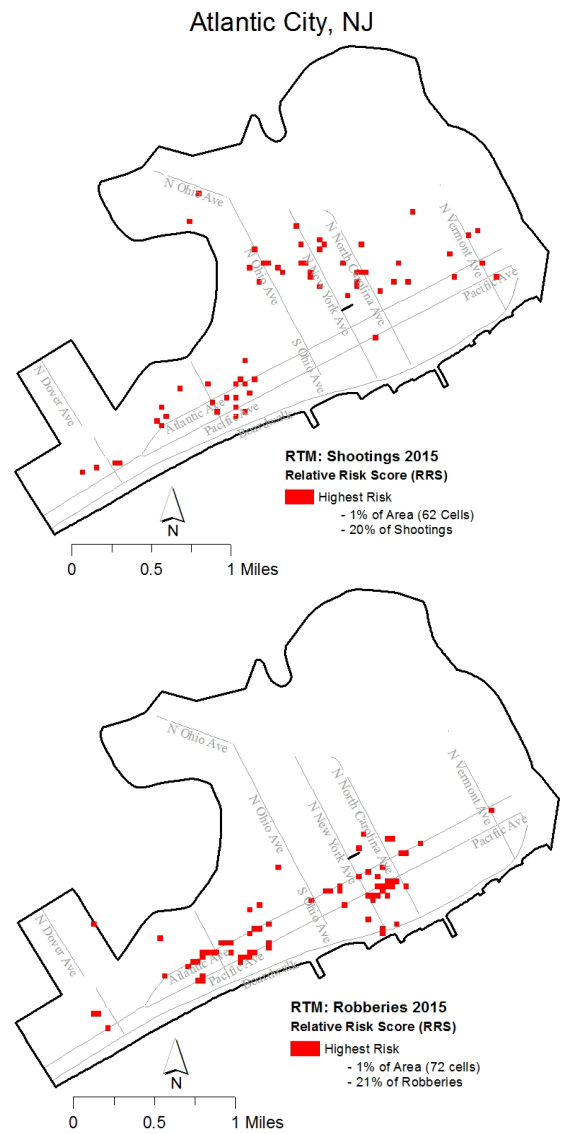 Atlantic City, NJ
N Ohio Ave
N Vermont Ave
N North Carolina Ave
N New York Ave
N Ohio Ave
Pacific Ave
S Ohio Ave
N Dover Ave
Atlantic Ave
Pacific Ave
Boardwalk
RTM: Shootings 2015
Relative Risk Score (RRS)
Highest Risk
- 1% of Area (62 Cells)
- 20% of Shootings
N
0 0.5 1 Miles
N Ohio Ave
N Vermont Ave
N North Carolina Ave
N New York Ave
N Ohio Ave
Pacific Ave
S Ohio Ave
N Dover Ave
Atlantic Ave
Pacific Ave
Boardwalk
RTM: Robberies 2015
Relative Risk Score (RRS)
Highest Risk
- 1% of Area (72 cells)
- 21% of Robberies
N
0 0.5 1 Miles